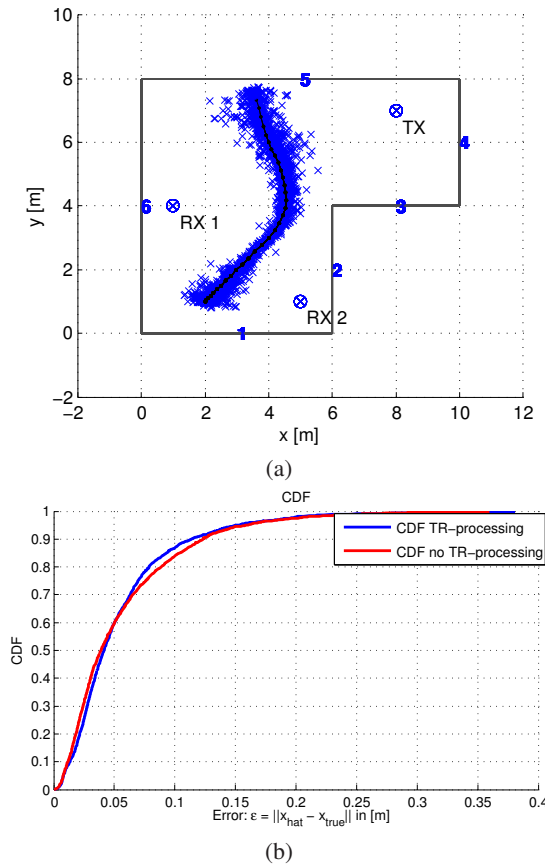 10
8
6
4
2
0
−2
y [m]
5
TX
4
6
RX 1
3
2
RX 2
1
−2 0 2 4 6 8 10 12
x [m]
(a)
CDF
1
0.9
0.8
0.7
0.6
0.5
0.4
0.3
0.2
0.1
0
CDF
CDF TR−processing
CDF no TR−processing
0 0.05 0.1 0.15 0.2 0.25 0.3 0.35 0.4
Error: ε = ||x_hat − x_true|| in [m]
(b)